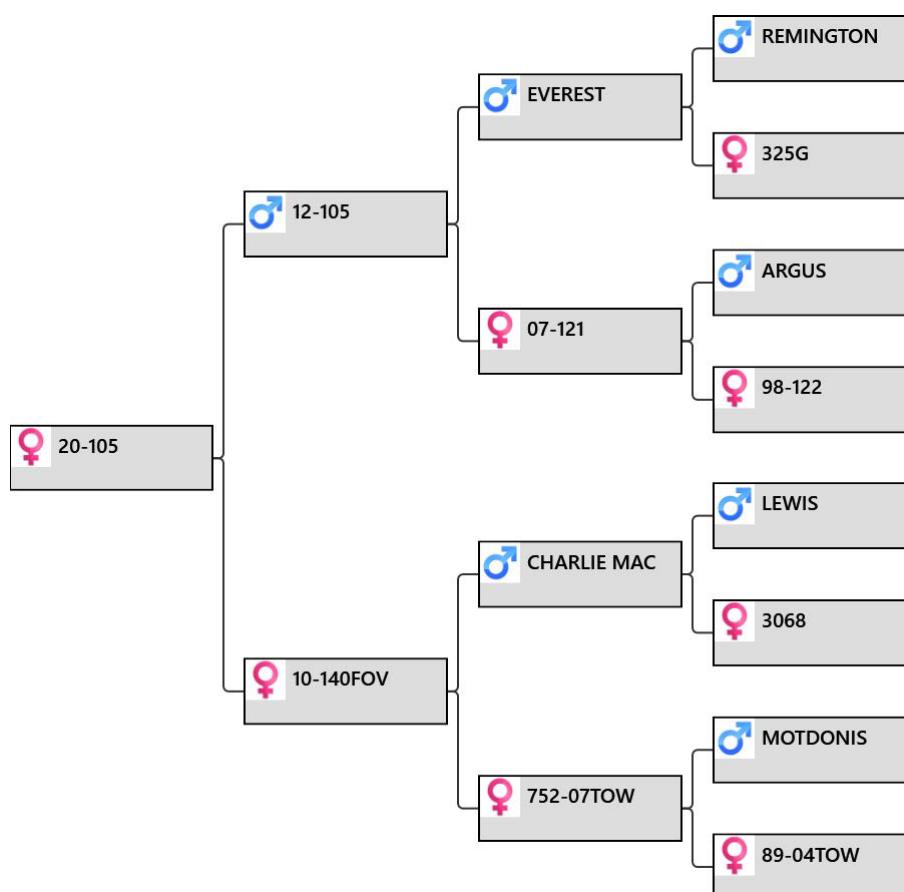 REMINGTON
EVEREST
325G
12-105
ARGUS
07-121
98-122
20-105
LEWIS
CHARLIE MAC
3068
10-140FOV
MOTDONIS
752-07TOW
89-04TOW